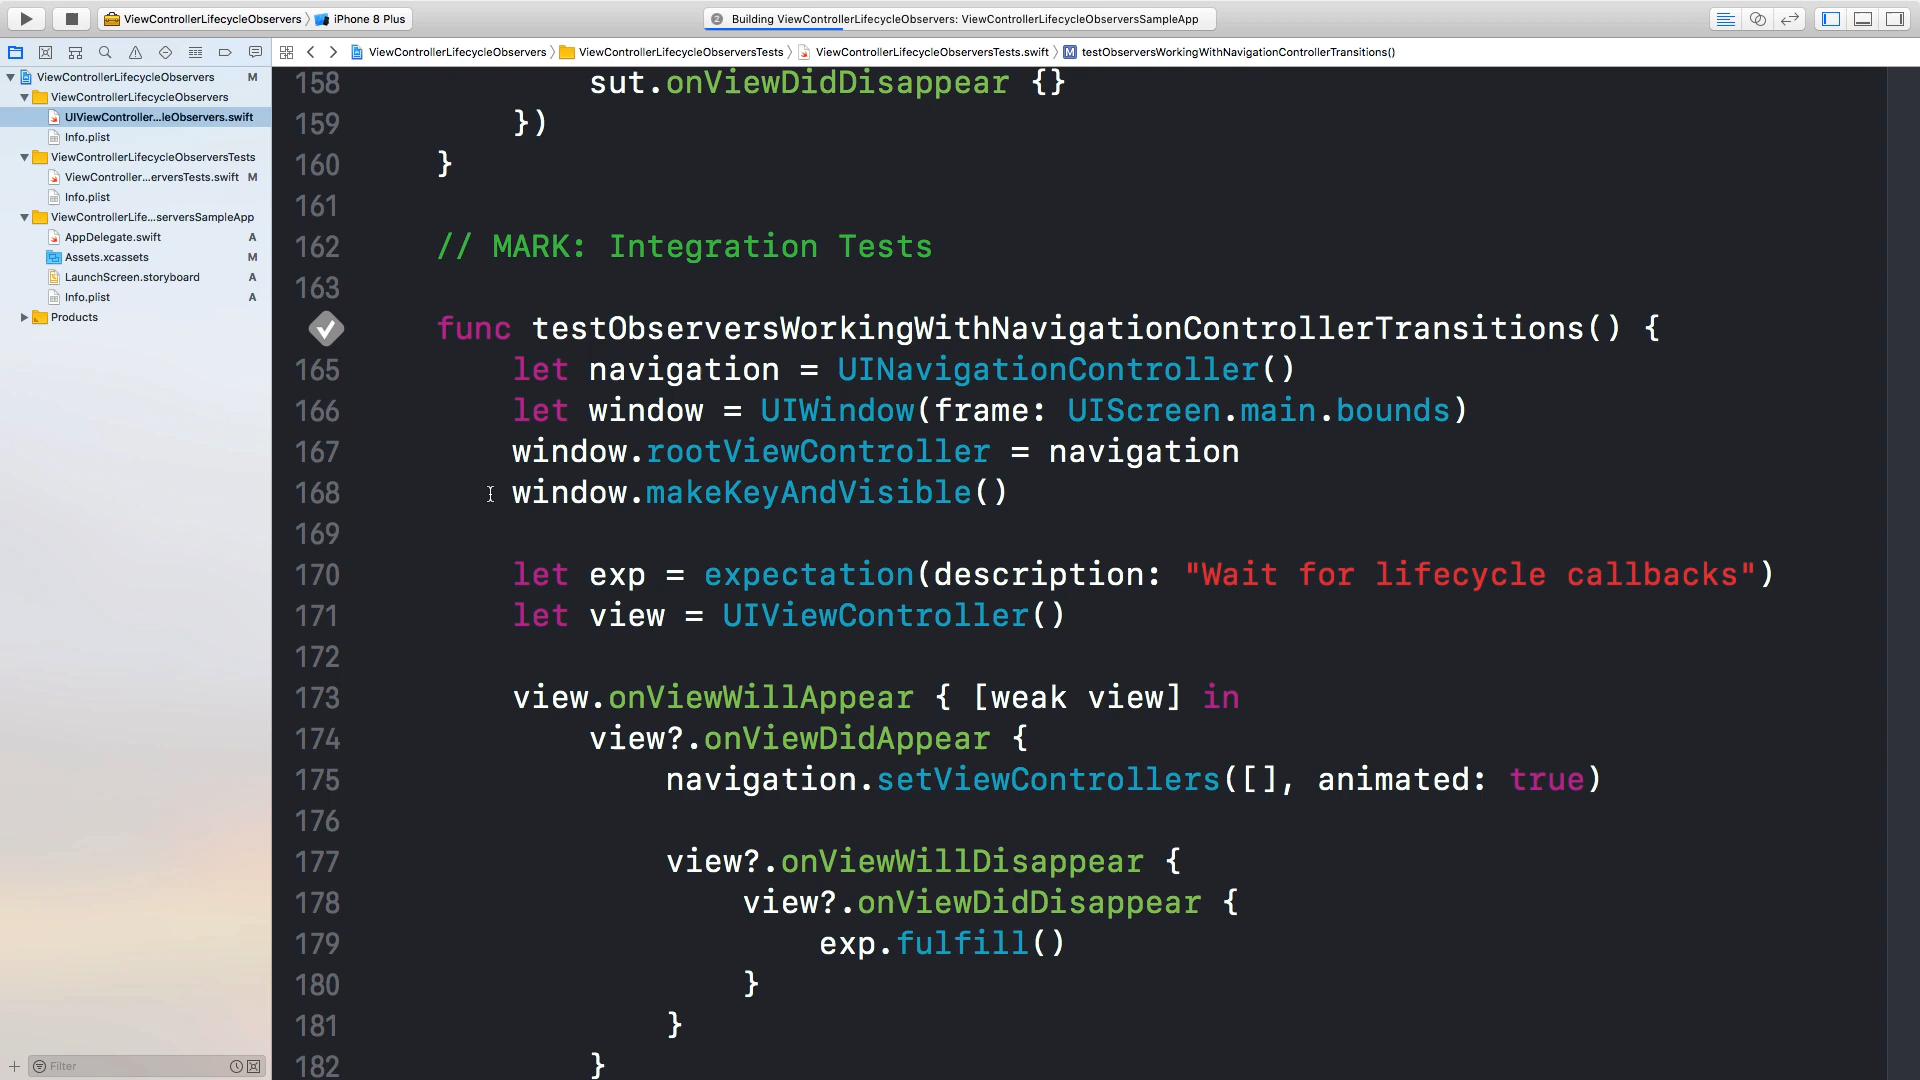 ViewControllerLifecycleObservers
iPhone 8 Plus
2 Building ViewControllerLifecycleObservers: ViewControllerLifecycleObserversSampleApp
ViewControllerLifecycleObservers
ViewControllerLifecycleObserversTests
ViewControllerLifecycleObserversTests.swift
M testObserversWorkingWithNavigationControllerTransitions()
ViewControllerLifecycleObservers M
ViewControllerLifecycleObservers
UIViewController...leObservers.swift
Info.plist
ViewControllerLifecycleObserversTests
ViewController...erversTests.swift M
Info.plist
ViewControllerLife...serversSampleApp
AppDelegate.swift A
Assets.xcassets M
LaunchScreen.storyboard A
Info.plist A
Products
Filter
158 sut.onViewDidDisappear {}
159 })
160 }
161
162 // MARK: Integration Tests
163
func testObserversWorkingWithNavigationControllerTransitions() {
165 let navigation = UINavigationController()
166 let window = UIWindow(frame: UIScreen.main.bounds)
167 window.rootViewController = navigation
168 window.makeKeyAndVisible()
169
170 let exp = expectation(description: "Wait for lifecycle callbacks")
171 let view = UIViewController()
172
173 view.onViewWillAppear { [weak view] in
174 view?.onViewDidAppear {
175 navigation.setViewControllers([], animated: true)
176
177 view?.onViewWillDisappear {
178 view?.onViewDidDisappear {
179 exp.fulfill()
180 }
181 }
182 }